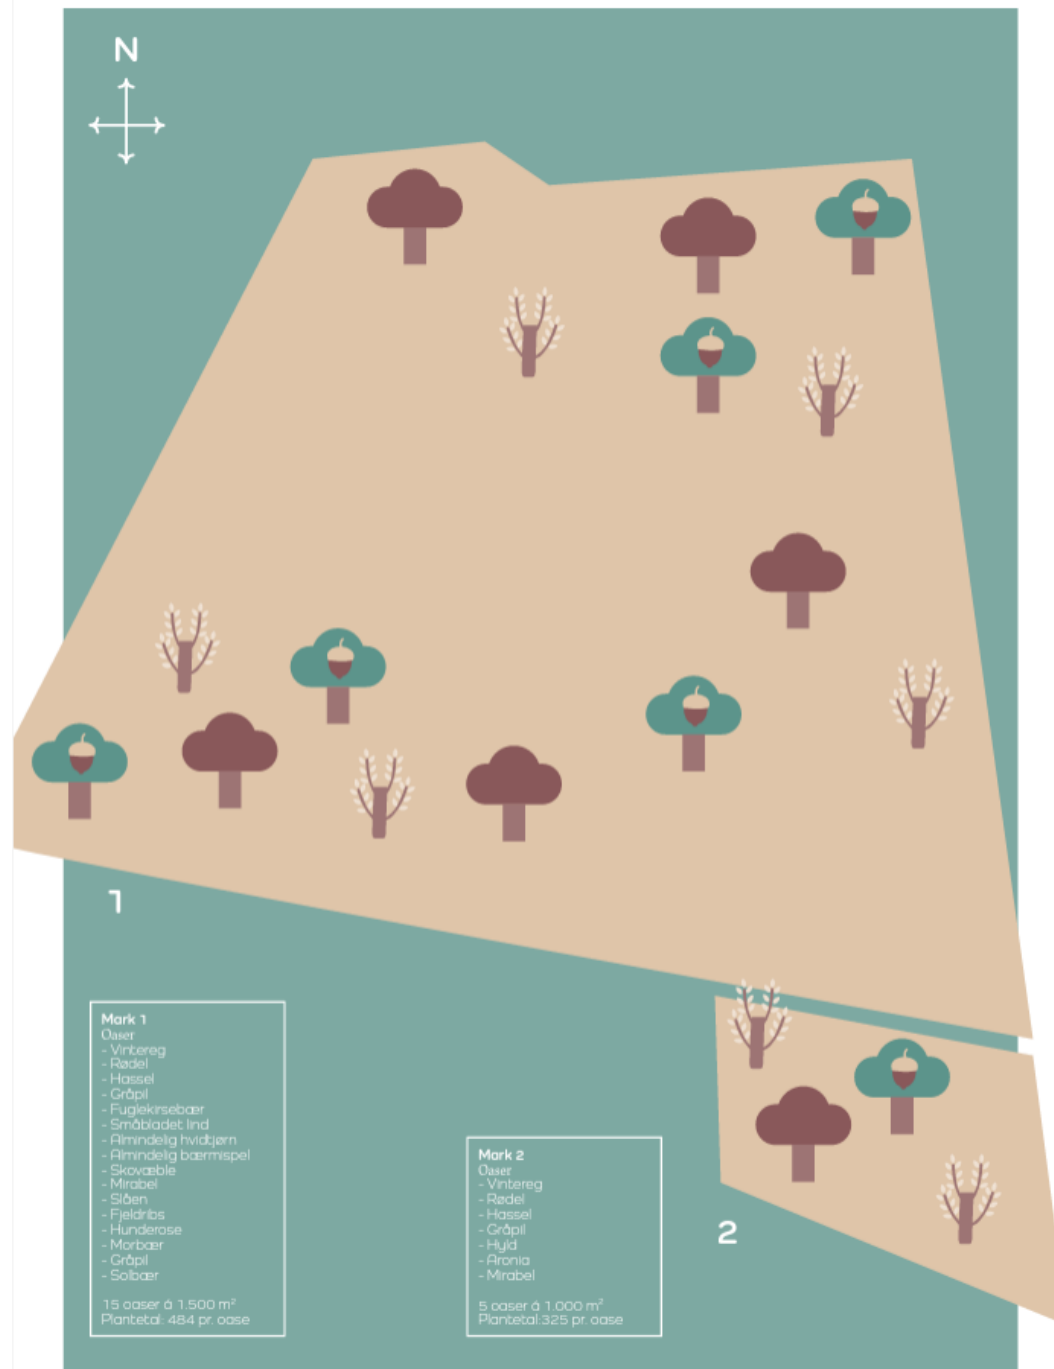 N
1
Mark 1
Oaser
- Vintereg
- Rødel
- Hassel
- Gråpil
- Fuglekirsebær
- Småbladet lind
- Almindelig hvidtjørn
- Almindelig bærmispel
- Skovæble
- Mirabel
- Slåen
- Fjeldribs
- Hunderose
- Morbær
- Gråpil
- Solbær
15 oaser á 1.500 m²
Plantetal: 484 pr. oase
Mark 2
Oaser
- Vintereg
- Rødel
- Hassel
- Gråpil
- Hyld
- Aronia
- Mirabel
5 oaser á 1.000 m²
Plantetal:325 pr. oase
2